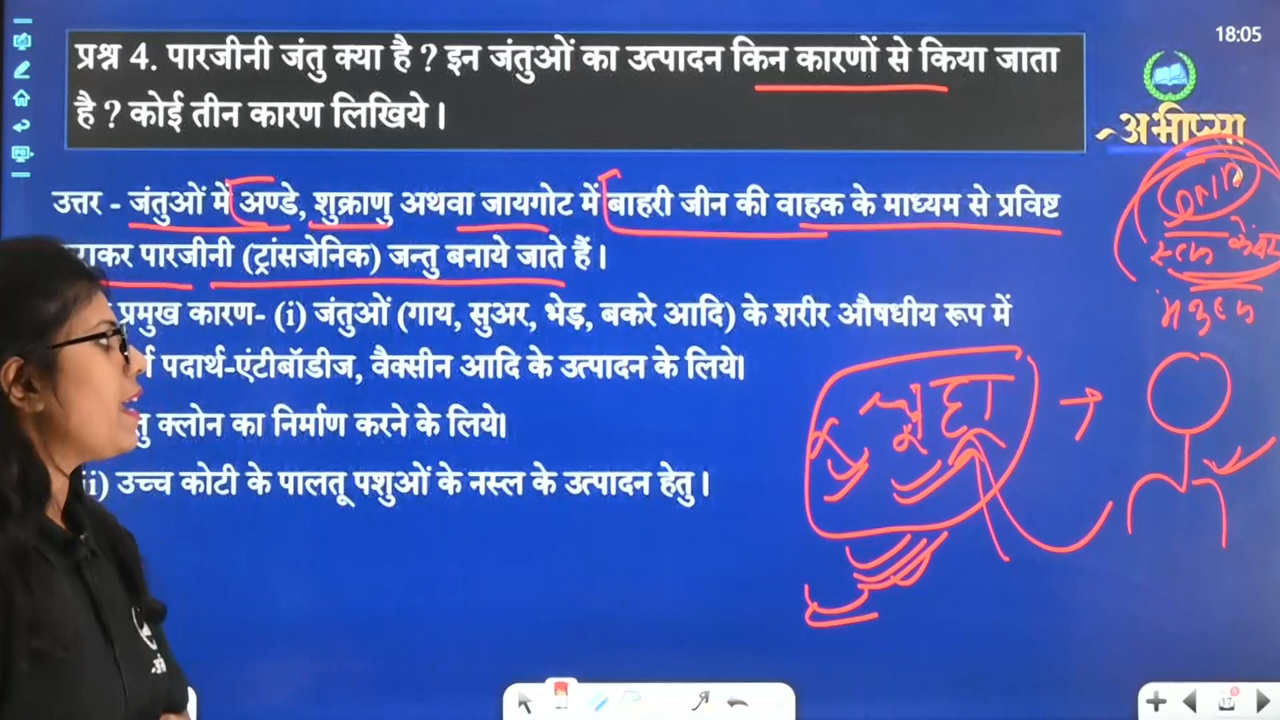 18:05
प्रश्न 4. पारजीनी जंतु क्या है ? इन जंतुओं का उत्पादन किन कारणों से किया जाता
है ? कोई तीन कारण लिखिये ।
अभीप्सा
उत्तर - जंतुओं में अण्डे, शुक्राणु अथवा जायगोट में बाहरी जीन की वाहक के माध्यम से प्रविष्ट
पारजीनी (ट्रांसजेनिक) जन्तु बनाये जाते हैं ।
प्रमुख कारण- (i) जंतुओं (गाय, सुअर, भेड़, बकरे आदि) के शरीर औषधीय रूप में
पदार्थ-एंटीबॉडीज, वैक्सीन आदि के उत्पादन के लिये।
क्लोन का निर्माण करने के लिये।
उच्च कोटी के पालतू पशुओं के नस्ल के उत्पादन हेतु ।
चूहा
17